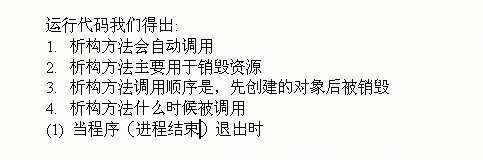 运行代码我们得出:
1. 析构方法会自动调用
2. 析构方法主要用于销毁资源
3. 析构方法调用顺序是，先创建的对象后被销毁
4. 析构方法什么时候被调用
(1) 当程序（进程结束）退出时